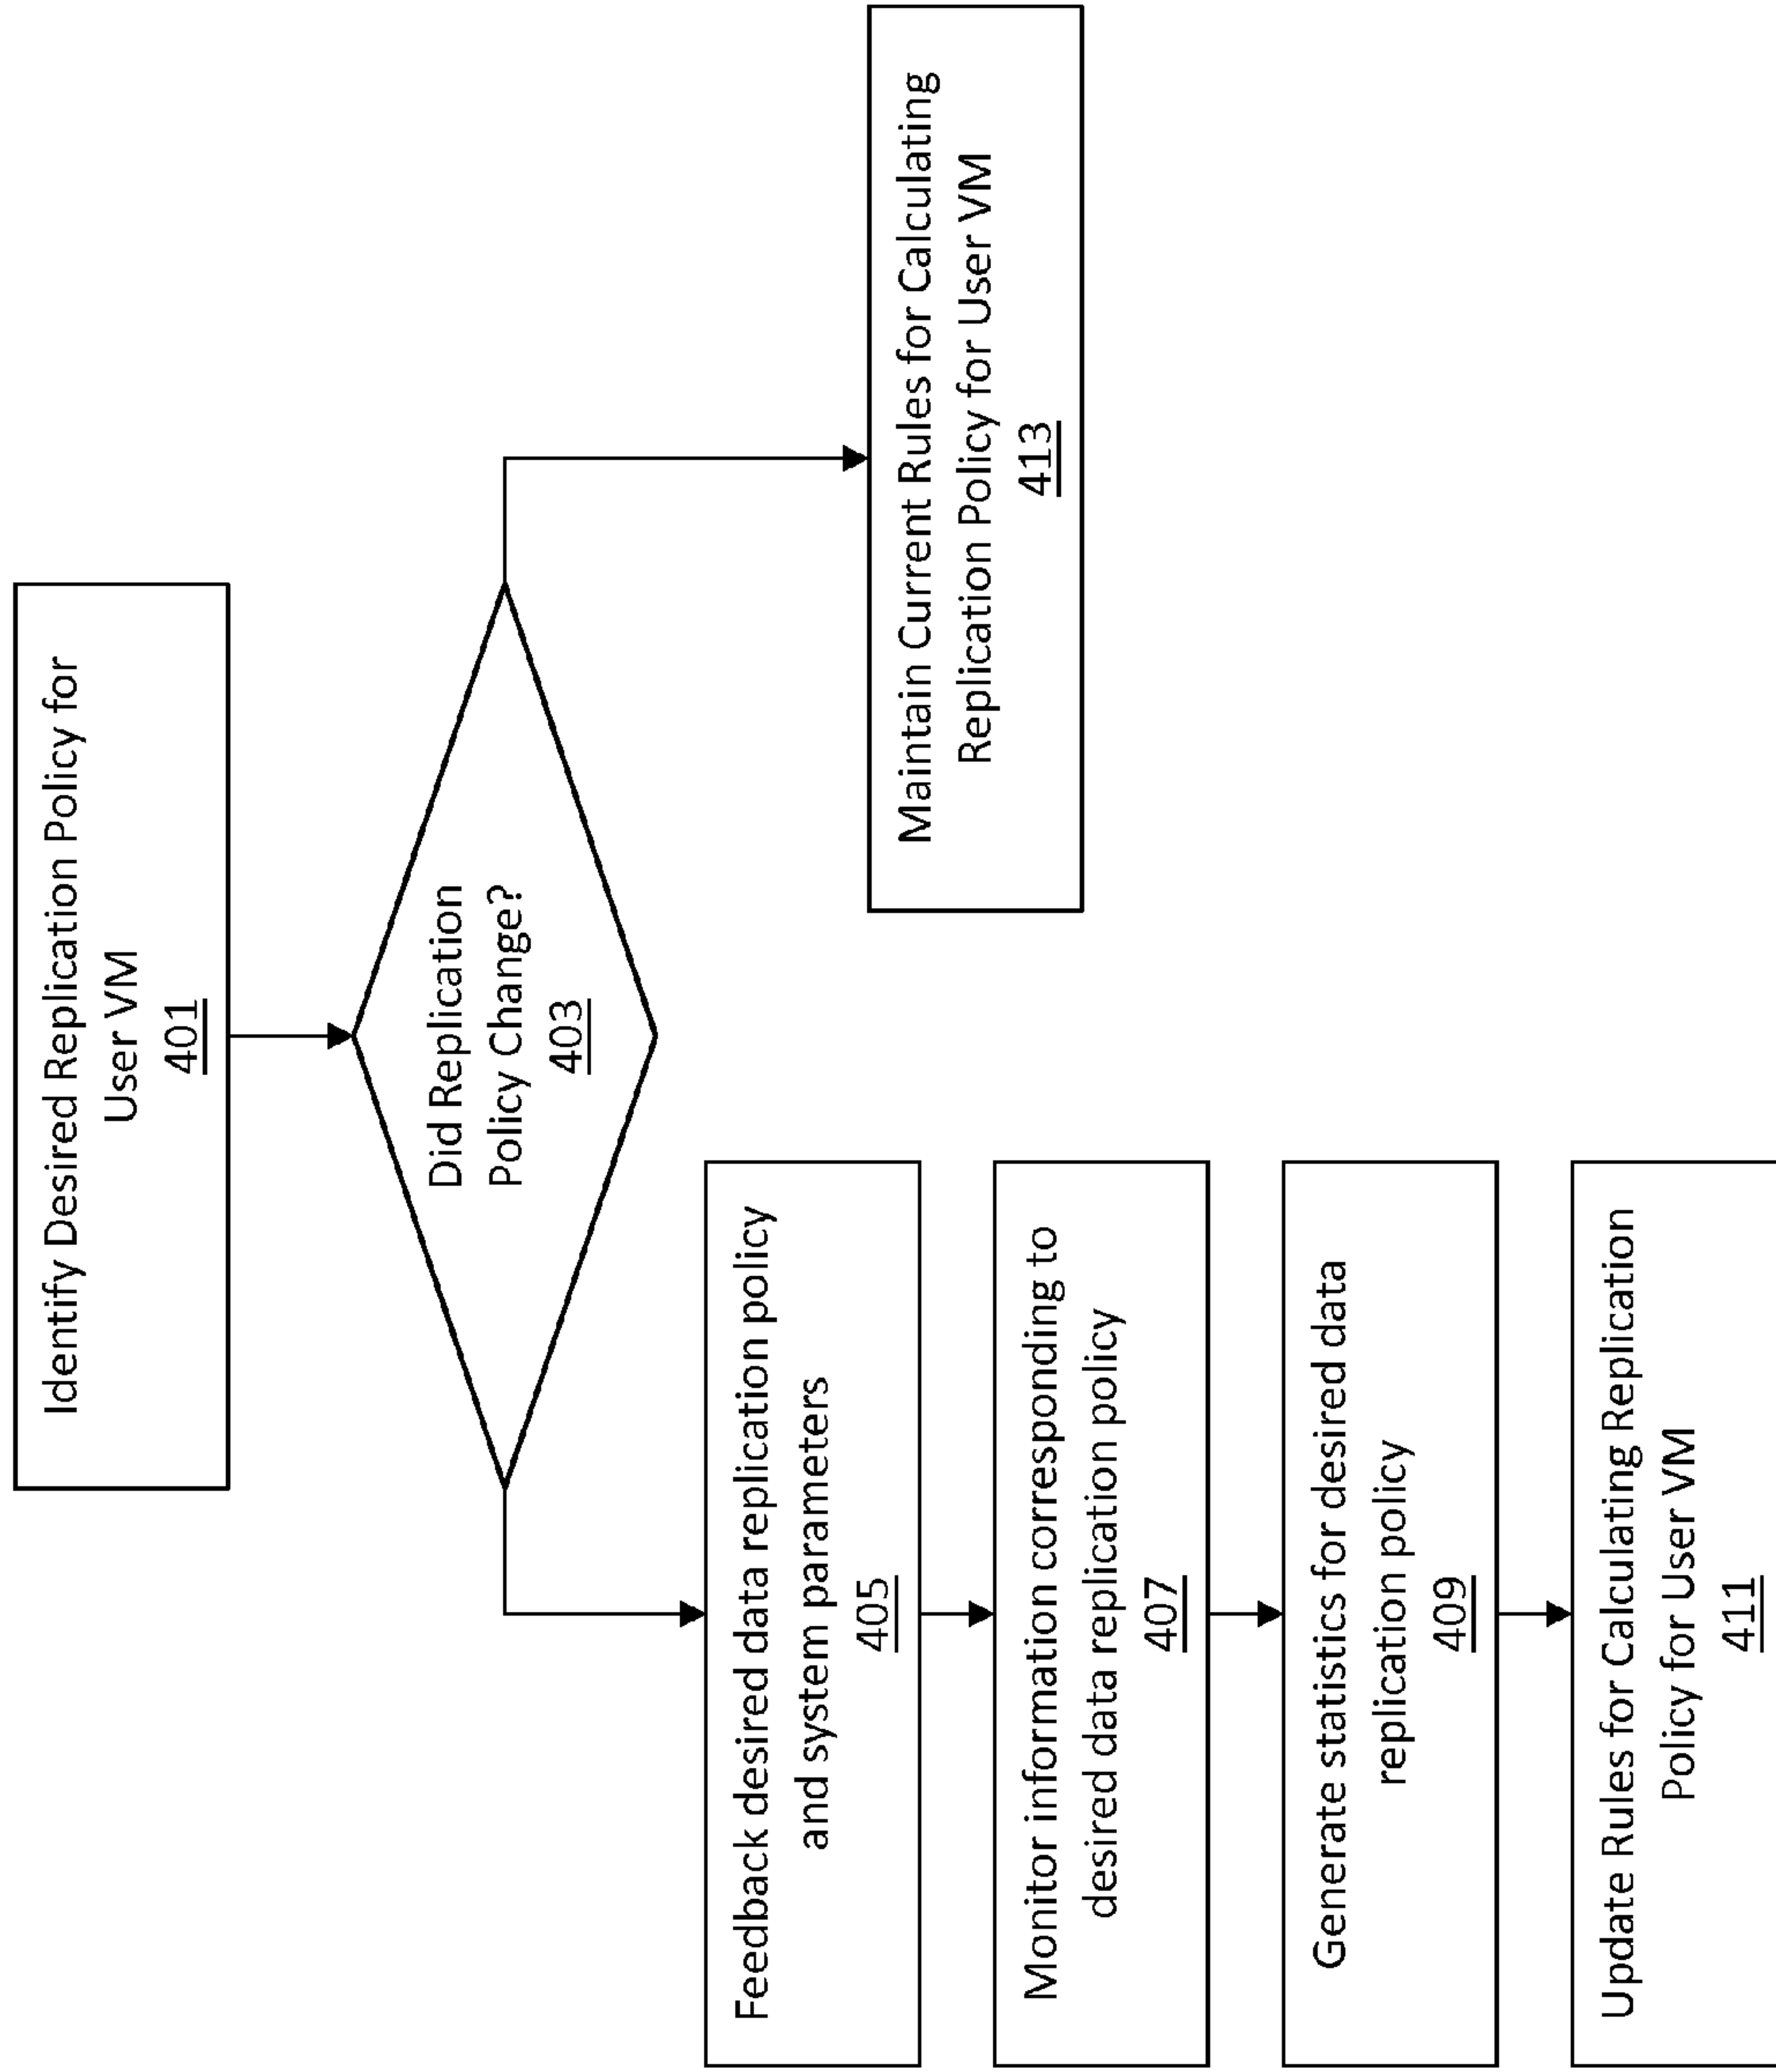 Identify Desired Replication Policy for
User VM
401
Did Replication
Policy Change?
403
Feedback desired data replication policy
and system parameters
405
Monitor information corresponding to
desired data replication policy
407
Generate statistics for desired data
replication policy
409
Update Rules for Calculating Replication
Policy for User VM
411
Maintain Current Rules for Calculating
Replication Policy for User VM
413